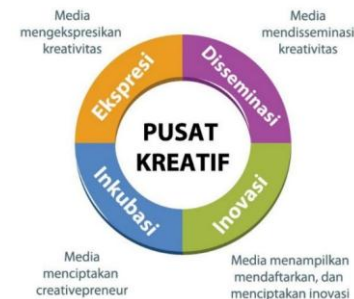 Media
mengekspresikan
kreativitas
Media
mendisseminasi
kreativitas
Ekspresi
Disseminasi
PUSAT
KREATIF
Inkubasi
Inovasi
Media
menciptakan
creativepreneur
Media menampilkan
mendaftarkan, dan
menciptakan inovasi